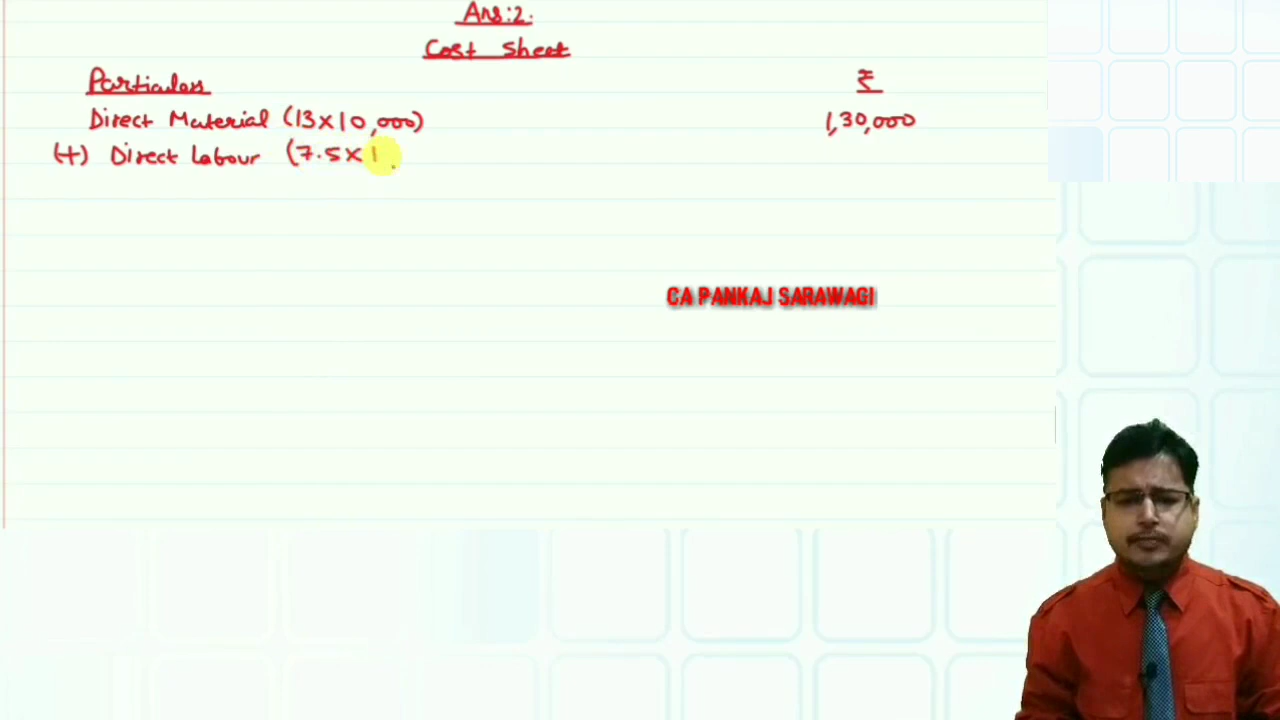 Ans:2.
Cost Sheet
Particulars ₹
Direct Material (13×10,000) 1,30,000
(+) Direct Labour (7.5×1
CA PANKAJ SARAWAGI